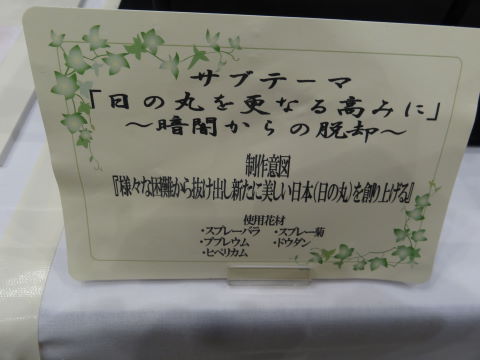 サブテーマ
「日の丸を更なる高みに」
～暗闇からの脱却～
制作意図
『様々な困難から抜け出し新たに美しい日本(日の丸)を創り上げる』
使用花材
・スプレーバラ ・スプレー菊
・ブプレウム ・ドウダン
・ヒペリカム